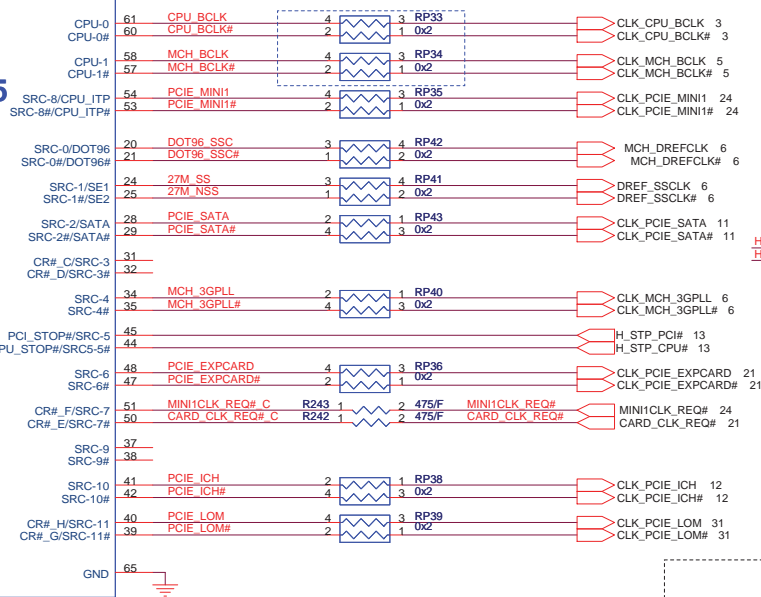 CPU-0 61 CPU_BCLK 4 3 RP33 CLK_CPU_BCLK 3
CPU-0# 60 CPU_BCLK# 2 1 0x2 CLK_CPU_BCLK# 3
CPU-1 58 MCH_BCLK 4 3 RP34 CLK_MCH_BCLK 5
CPU-1# 57 MCH_BCLK# 2 1 0x2 CLK_MCH_BCLK# 5
5
SRC-8/CPU_ITP 54 PCIE_MINI1 4 3 RP35 CLK_PCIE_MINI1 24
SRC-8#/CPU_ITP# 53 PCIE_MINI1# 2 1 0x2 CLK_PCIE_MINI1# 24
SRC-0/DOT96 20 DOT96_SSC 3 4 RP42 MCH_DREFCLK 6
SRC-0#/DOT96# 21 DOT96_SSC# 1 2 0x2 MCH_DREFCLK# 6
SRC-1/SE1 24 27M_SS 3 4 RP41 DREF_SSCLK 6
SRC-1#/SE2 25 27M_NSS 1 2 0x2 DREF_SSCLK# 6
SRC-2/SATA 28 PCIE_SATA 2 1 RP43 CLK_PCIE_SATA 11
SRC-2#/SATA# 29 PCIE_SATA# 4 3 0x2 CLK_PCIE_SATA# 11
CR#_C/SRC-3 31
CR#_D/SRC-3# 32
SRC-4 34 MCH_3GPLL 2 1 RP40 CLK_MCH_3GPLL 6
SRC-4# 35 MCH_3GPLL# 4 3 0x2 CLK_MCH_3GPLL# 6
PCI_STOP#/SRC-5 45 H_STP_PCI# 13
PU_STOP#/SRC5-5# 44 H_STP_CPU# 13
SRC-6 48 PCIE_EXPCARD 4 3 RP36 CLK_PCIE_EXPCARD 21
SRC-6# 47 PCIE_EXPCARD# 2 1 0x2 CLK_PCIE_EXPCARD# 21
CR#_F/SRC-7 51 MINI1CLK_REQ#_C R243 1 2 475/F MINI1CLK_REQ# MINI1CLK_REQ# 24
CR#_E/SRC-7# 50 CARD_CLK_REQ#_C R242 1 2 475/F CARD_CLK_REQ# CARD_CLK_REQ# 21
SRC-9 37
SRC-9# 38
SRC-10 41 PCIE_ICH 2 1 RP38 CLK_PCIE_ICH 12
SRC-10# 42 PCIE_ICH# 4 3 0x2 CLK_PCIE_ICH# 12
CR#_H/SRC-11 40 PCIE_LOM 4 3 RP39 CLK_PCIE_LOM 31
CR#_G/SRC-11# 39 PCIE_LOM# 2 1 0x2 CLK_PCIE_LOM# 31
GND 65